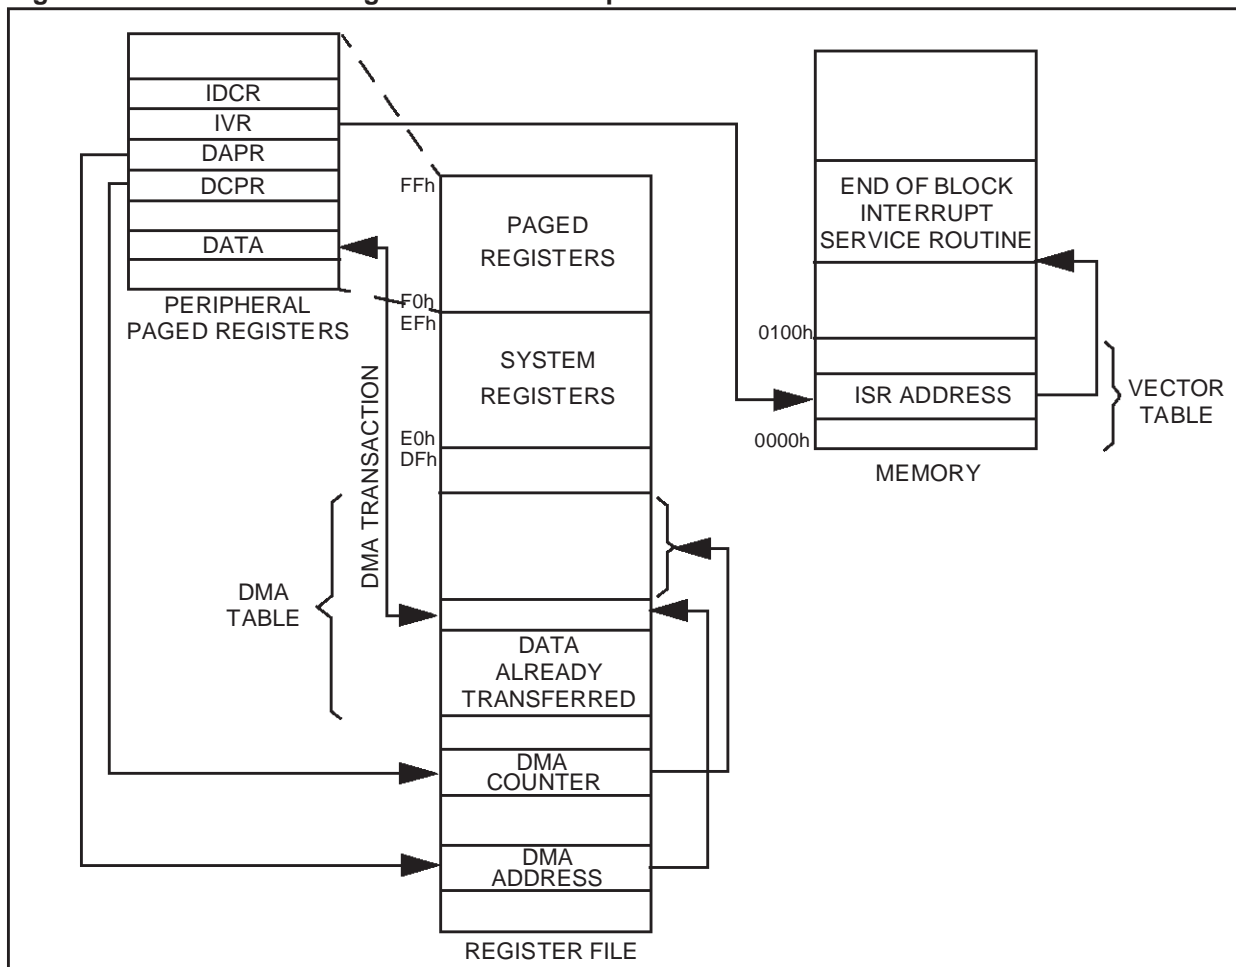 IDCR
IVR
DAPR
DCPR
DATA
PERIPHERAL
PAGED REGISTERS
DMA TRANSACTION
DMA
TABLE
FFh
F0h
EFh
E0h
DFh
PAGED
REGISTERS
SYSTEM
REGISTERS
DATA
ALREADY
TRANSFERRED
DMA
COUNTER
DMA
ADDRESS
REGISTER FILE
END OF BLOCK
INTERRUPT
SERVICE ROUTINE
0100h
ISR ADDRESS
0000h
MEMORY
VECTOR
TABLE